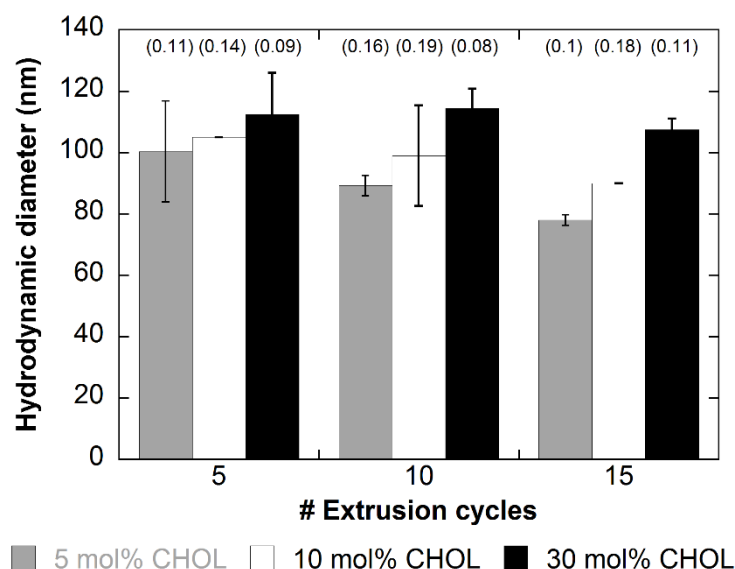 Hydrodynamic diameter (nm)
140
120
100
80
60
40
20
0
(0.11) (0.14) (0.09)
(0.16) (0.19) (0.08)
(0.1) (0.18) (0.11)
5
10
15
# Extrusion cycles
5 mol% CHOL
10 mol% CHOL
30 mol% CHOL